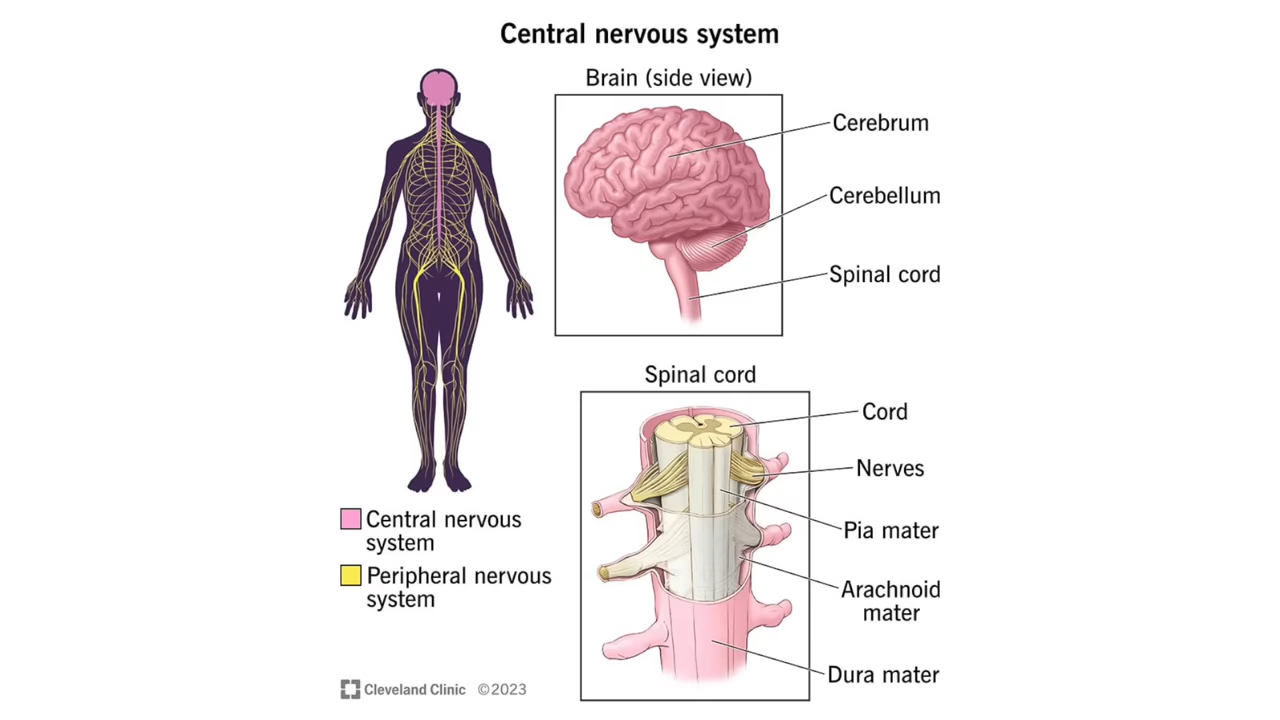 Central nervous system
Brain (side view)
Cerebrum
Cerebellum
Spinal cord
Spinal cord
Cord
Nerves
Pia mater
Arachnoid
mater
Dura mater
Central nervous
system
Peripheral nervous
system
Cleveland Clinic ©2023